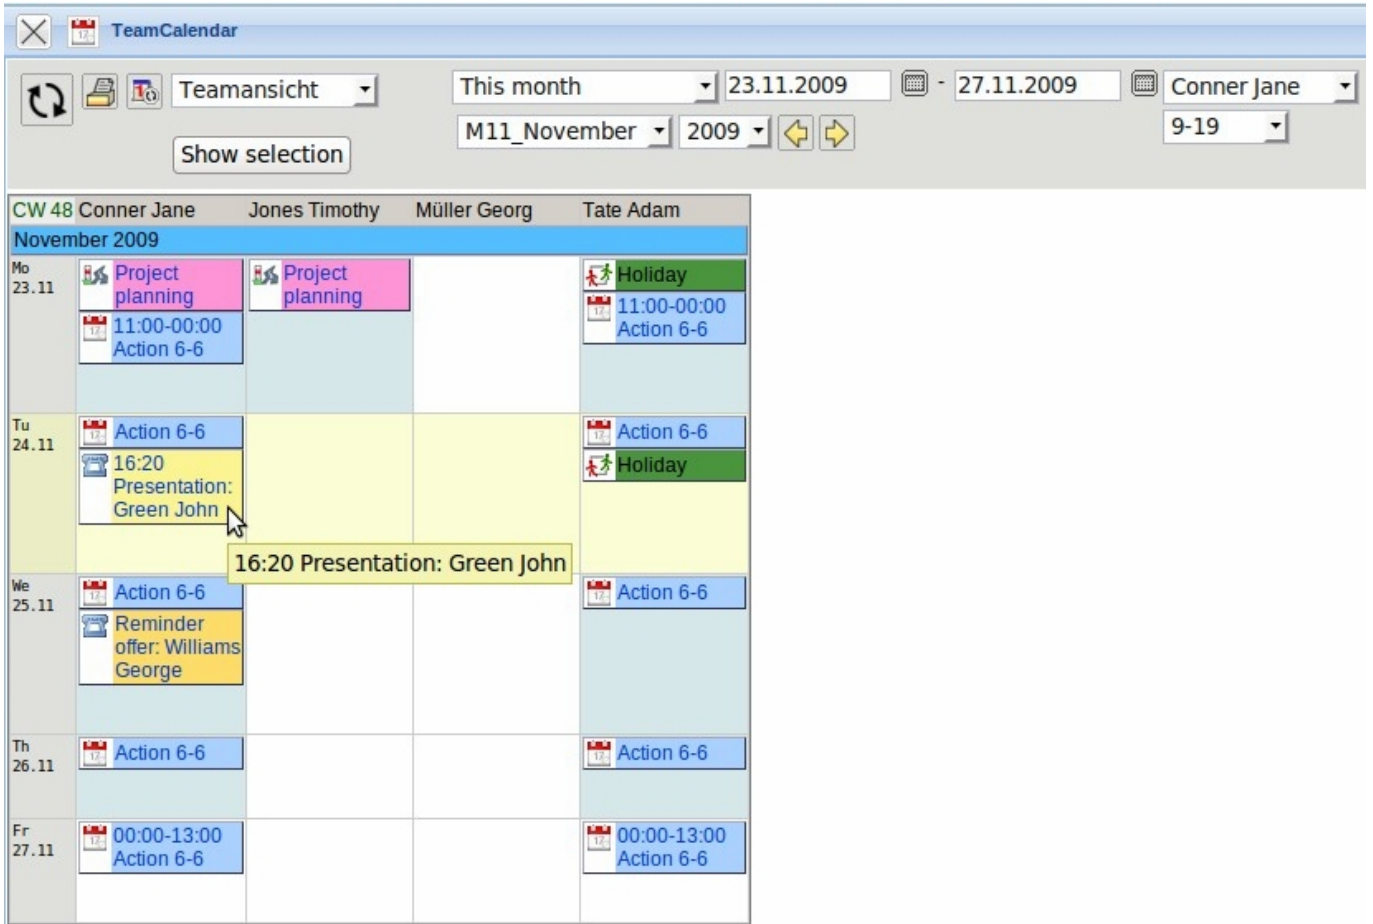 TeamCalendar
Teamansicht
This month
23.11.2009
-
27.11.2009
Conner Jane
M11_November
2009
9-19
Show selection
CW 48 Conner Jane Jones Timothy Müller Georg Tate Adam
November 2009
Mo
23.11
Project
planning
11:00-00:00
Action 6-6
Project
planning
Holiday
11:00-00:00
Action 6-6
Tu
24.11
Action 6-6
16:20
Presentation:
Green John
Action 6-6
Holiday
16:20 Presentation: Green John
We
25.11
Action 6-6
Reminder
offer: Williams
George
Action 6-6
Th
26.11
Action 6-6
Action 6-6
Fr
27.11
00:00-13:00
Action 6-6
00:00-13:00
Action 6-6